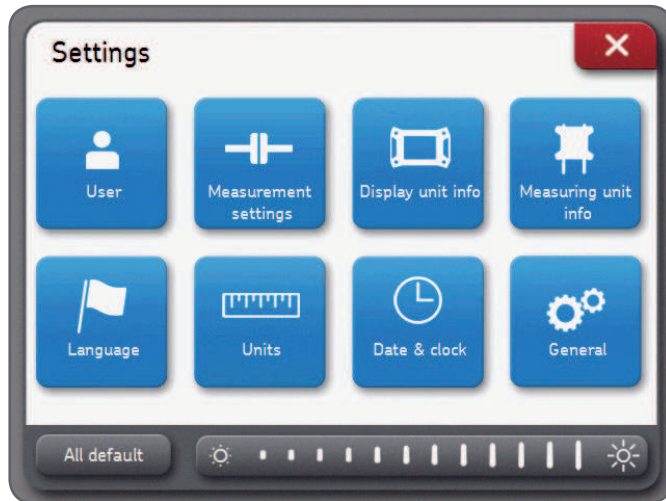 Settings
User
Measurement
settings
Display unit info
Measuring unit
info
Language
Units
Date & clock
General
All default